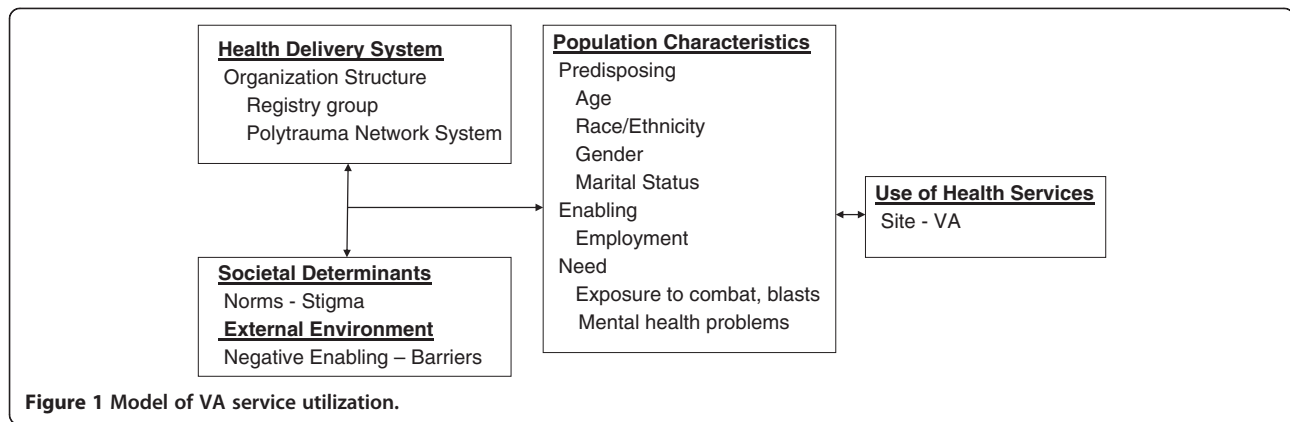 Health Delivery System
Organization Structure
Registry group
Polytrauma Network System
Societal Determinants
Norms - Stigma
External Environment
Negative Enabling – Barriers
Population Characteristics
Predisposing
Age
Race/Ethnicity
Gender
Marital Status
Enabling
Employment
Need
Exposure to combat, blasts
Mental health problems
Use of Health Services
Site - VA
Figure 1 Model of VA service utilization.